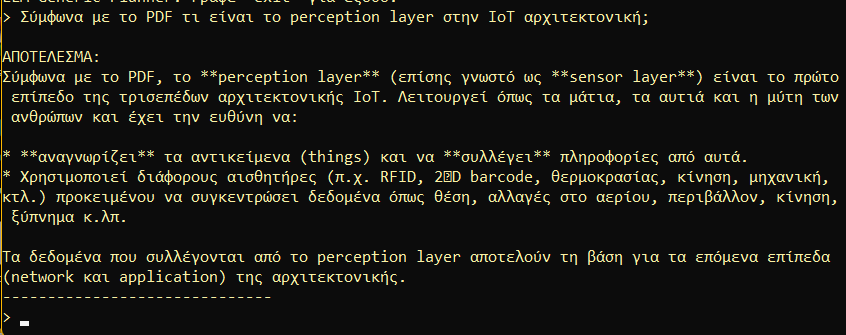 > Σύμφωνα με το PDF τι είναι το perception layer στην IoT αρχιτεκτονική;
ΑΠΟΤΕΛΕΣΜΑ:
Σύμφωνα με το PDF, το **perception layer** (επίσης γνωστό ως **sensor layer**) είναι το πρώτο
επίπεδο της τρισεπέδων αρχιτεκτονικής IoT. Λειτουργεί όπως τα μάτια, τα αυτιά και η μύτη των
ανθρώπων και έχει την ευθύνη να:
* **αναγνωρίζει** τα αντικείμενα (things) και να **συλλέγει** πληροφορίες από αυτά.
* Χρησιμοποιεί διάφορους αισθητήρες (π.χ. RFID, 2�D barcode, θερμοκρασίας, κίνηση, μηχανική,
κτλ.) προκειμένου να συγκεντρώσει δεδομένα όπως θέση, αλλαγές στο αερίου, περιβάλλον, κίνηση,
ξύπνημα κ.λπ.
Τα δεδομένα που συλλέγονται από το perception layer αποτελούν τη βάση για τα επόμενα επίπεδα
(network και application) της αρχιτεκτονικής.
------------------------------
>